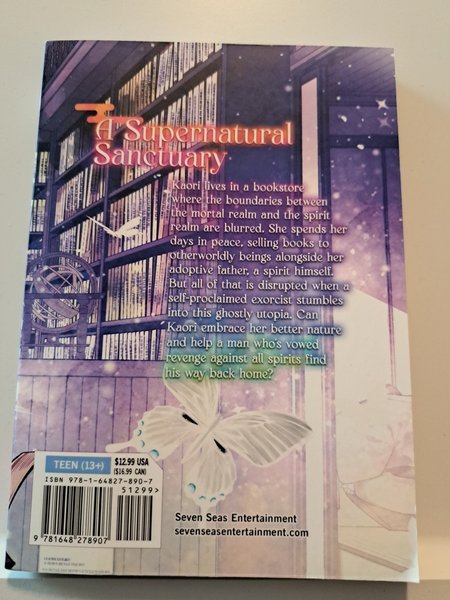 A Supernatural
Sanctuary
Kaori lives in a bookstore
where the boundaries between
the mortal realm and the spirit
realm are blurred. She spends her
days in peace, selling books to
otherworldly beings alongside her
adoptive father, a spirit himself.
But all of that is disrupted when a
self-proclaimed exorcist stumbles
into this ghostly utopia. Can
Kaori embrace her better nature
and help a man who's vowed
revenge against all spirits find
his way back home?
TEEN (13+)
$12.99 USA
($16.99 CAN)
ISBN 978-1-64827-890-7
51299>
9 781648 278907
Seven Seas Entertainment
sevenseasentertainment.com